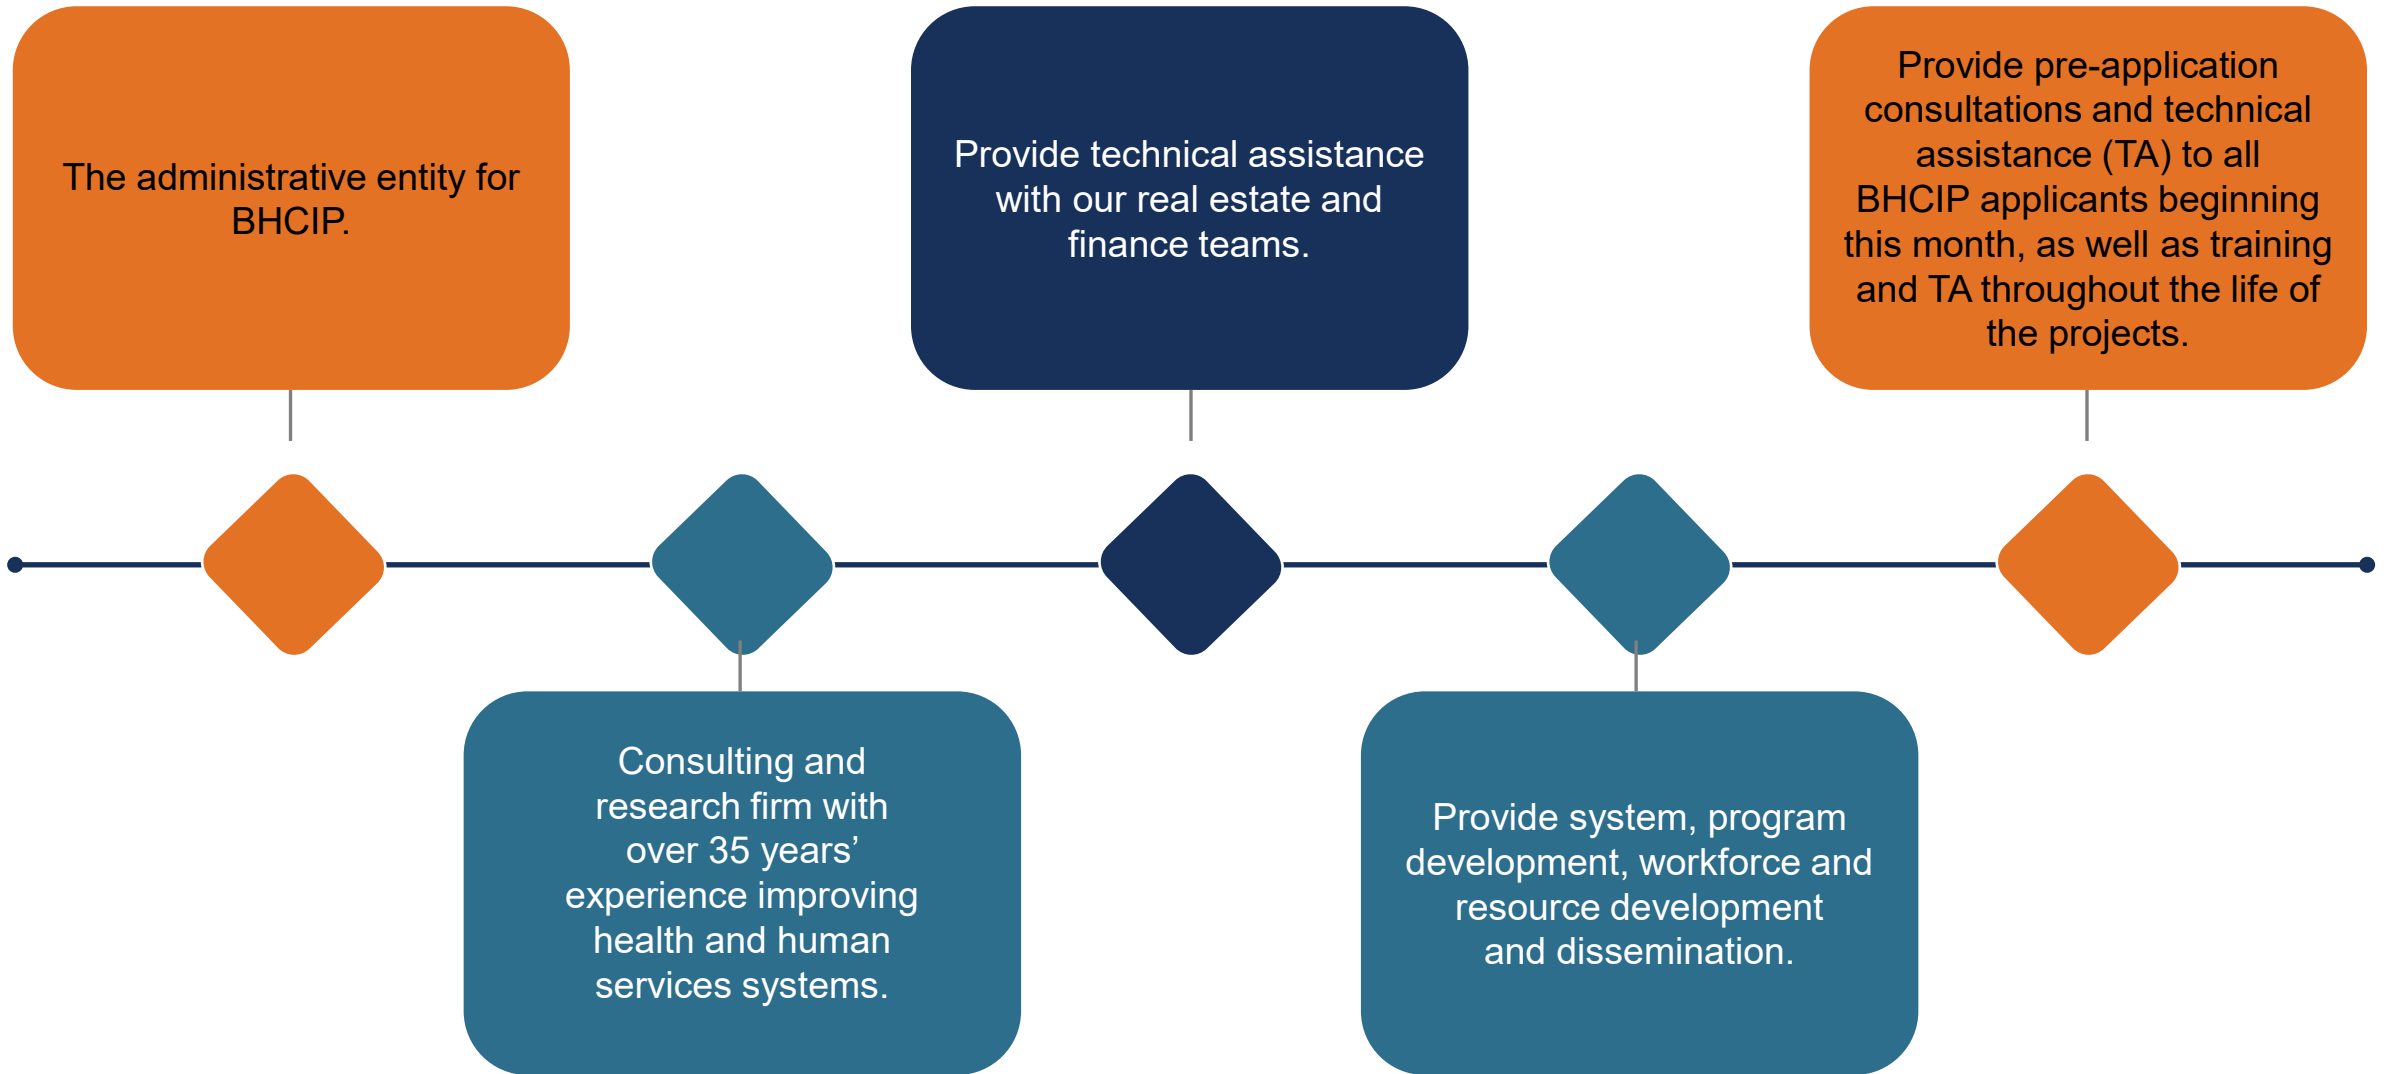 The administrative entity for
BHCIP.
Consulting and
research firm with
over 35 years’
experience improving
health and human
services systems.
Provide technical assistance
with our real estate and
finance teams.
Provide system, program
development, workforce and
resource development
and dissemination.
Provide pre-application
consultations and technical
assistance (TA) to all
BHCIP applicants beginning
this month, as well as training
and TA throughout the life of
the projects.